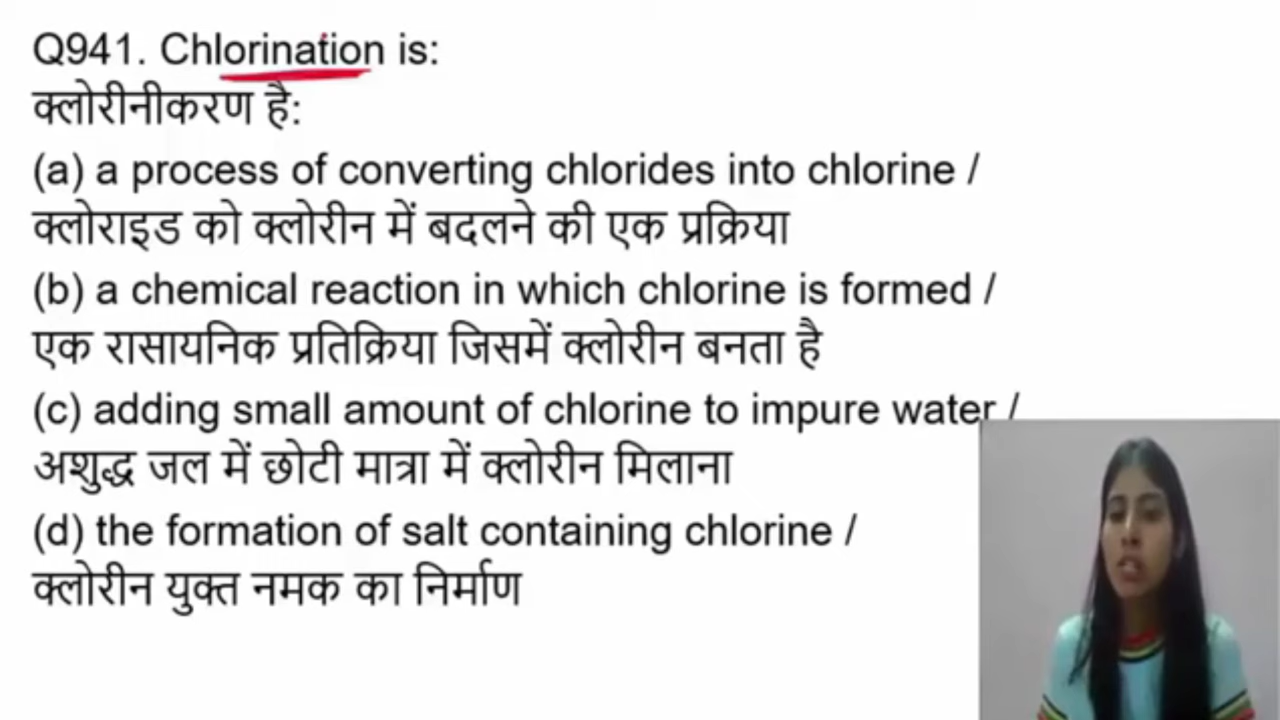 Q941. Chlorination is:
क्लोरीनीकरण है:
(a) a process of converting chlorides into chlorine /
क्लोराइड को क्लोरीन में बदलने की एक प्रक्रिया
(b) a chemical reaction in which chlorine is formed /
एक रासायनिक प्रतिक्रिया जिसमें क्लोरीन बनता है
(c) adding small amount of chlorine to impure water /
अशुद्ध जल में छोटी मात्रा में क्लोरीन मिलाना
(d) the formation of salt containing chlorine /
क्लोरीन युक्त नमक का निर्माण